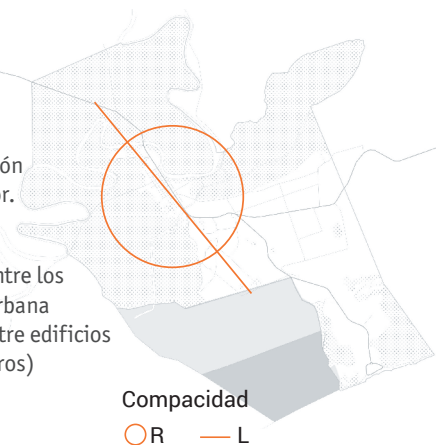 ón
r.
ntre los
rbana
tre edificios
ros)
Compacidad
R L